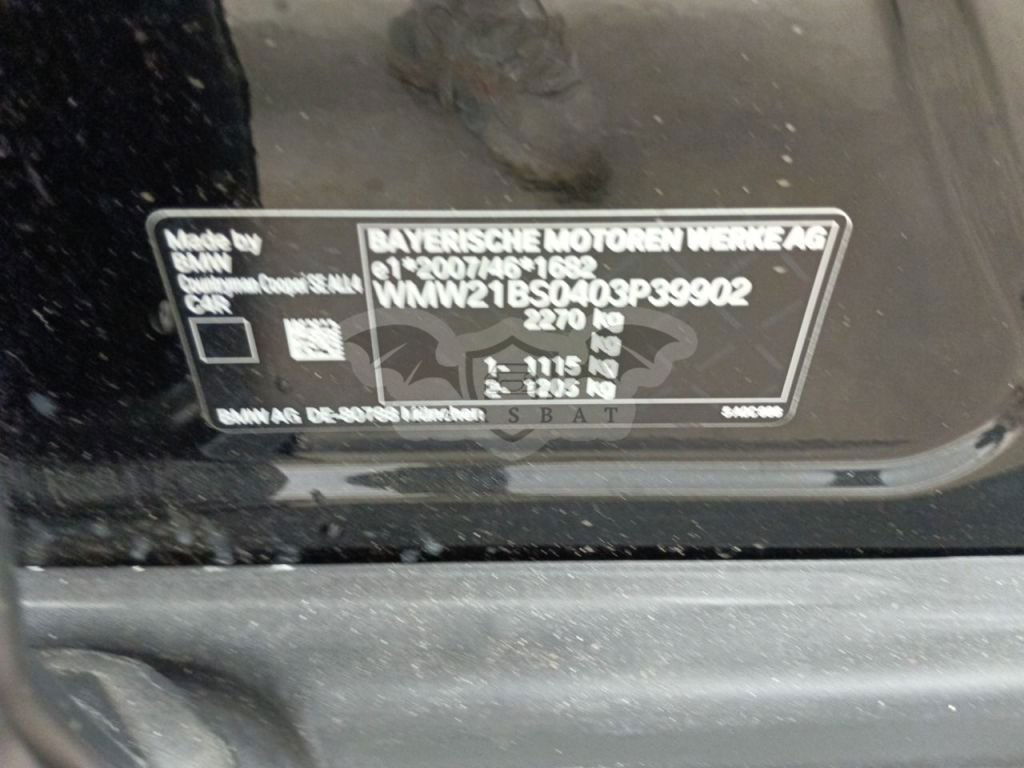 Made by
BMW
Countryman Cooper SE ALL4
BAYERISCHE MOTOREN WERKE AG
e1*2007/46*1682
WMW21BS0403P39902
2270 kg
kg
1- 1115 kg
2- 1205 kg
BMW AG DE-80788 München
SBAT